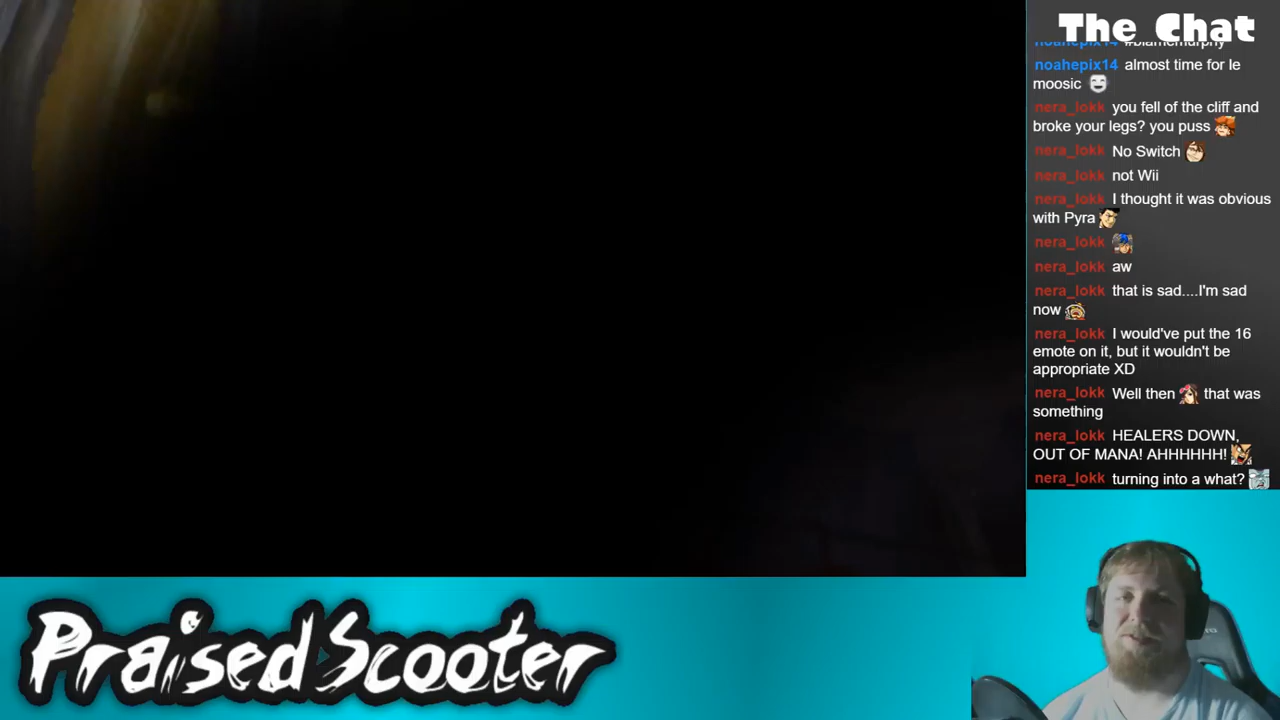 The Chat
noahepix14 #blamemurphy
noahepix14 almost time for le
moosic
nera_lokk you fell of the cliff and
broke your legs? you puss
nera_lokk No Switch
nera_lokk not Wii
nera_lokk I thought it was obvious
with Pyra
nera_lokk
nera_lokk aw
nera_lokk that is sad....I'm sad
now
nera_lokk I would've put the 16
emote on it, but it wouldn't be
appropriate XD
nera_lokk Well then that was
something
nera_lokk HEALERS DOWN,
OUT OF MANA! AHHHHHH!
nera_lokk turning into a what?
PraisedScooter